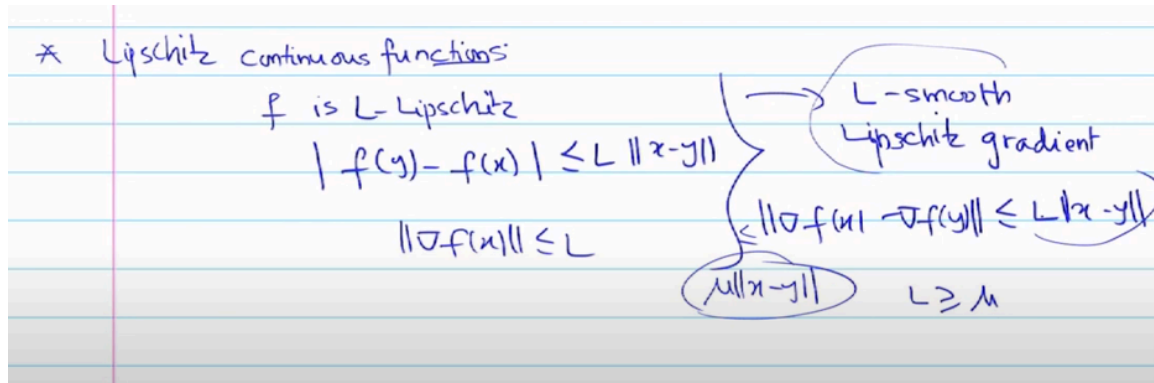 * Lipschitz continuous functions:
f is L-Lipschitz
| f(y) - f(x) | ≤ L ||x-y||
||∇f(x)|| ≤ L
→ L-smooth
Lipschitz gradient
≤ ||∇f(x) - ∇f(y)|| ≤ L||x-y||
μ||x-y||
L ≥ μ